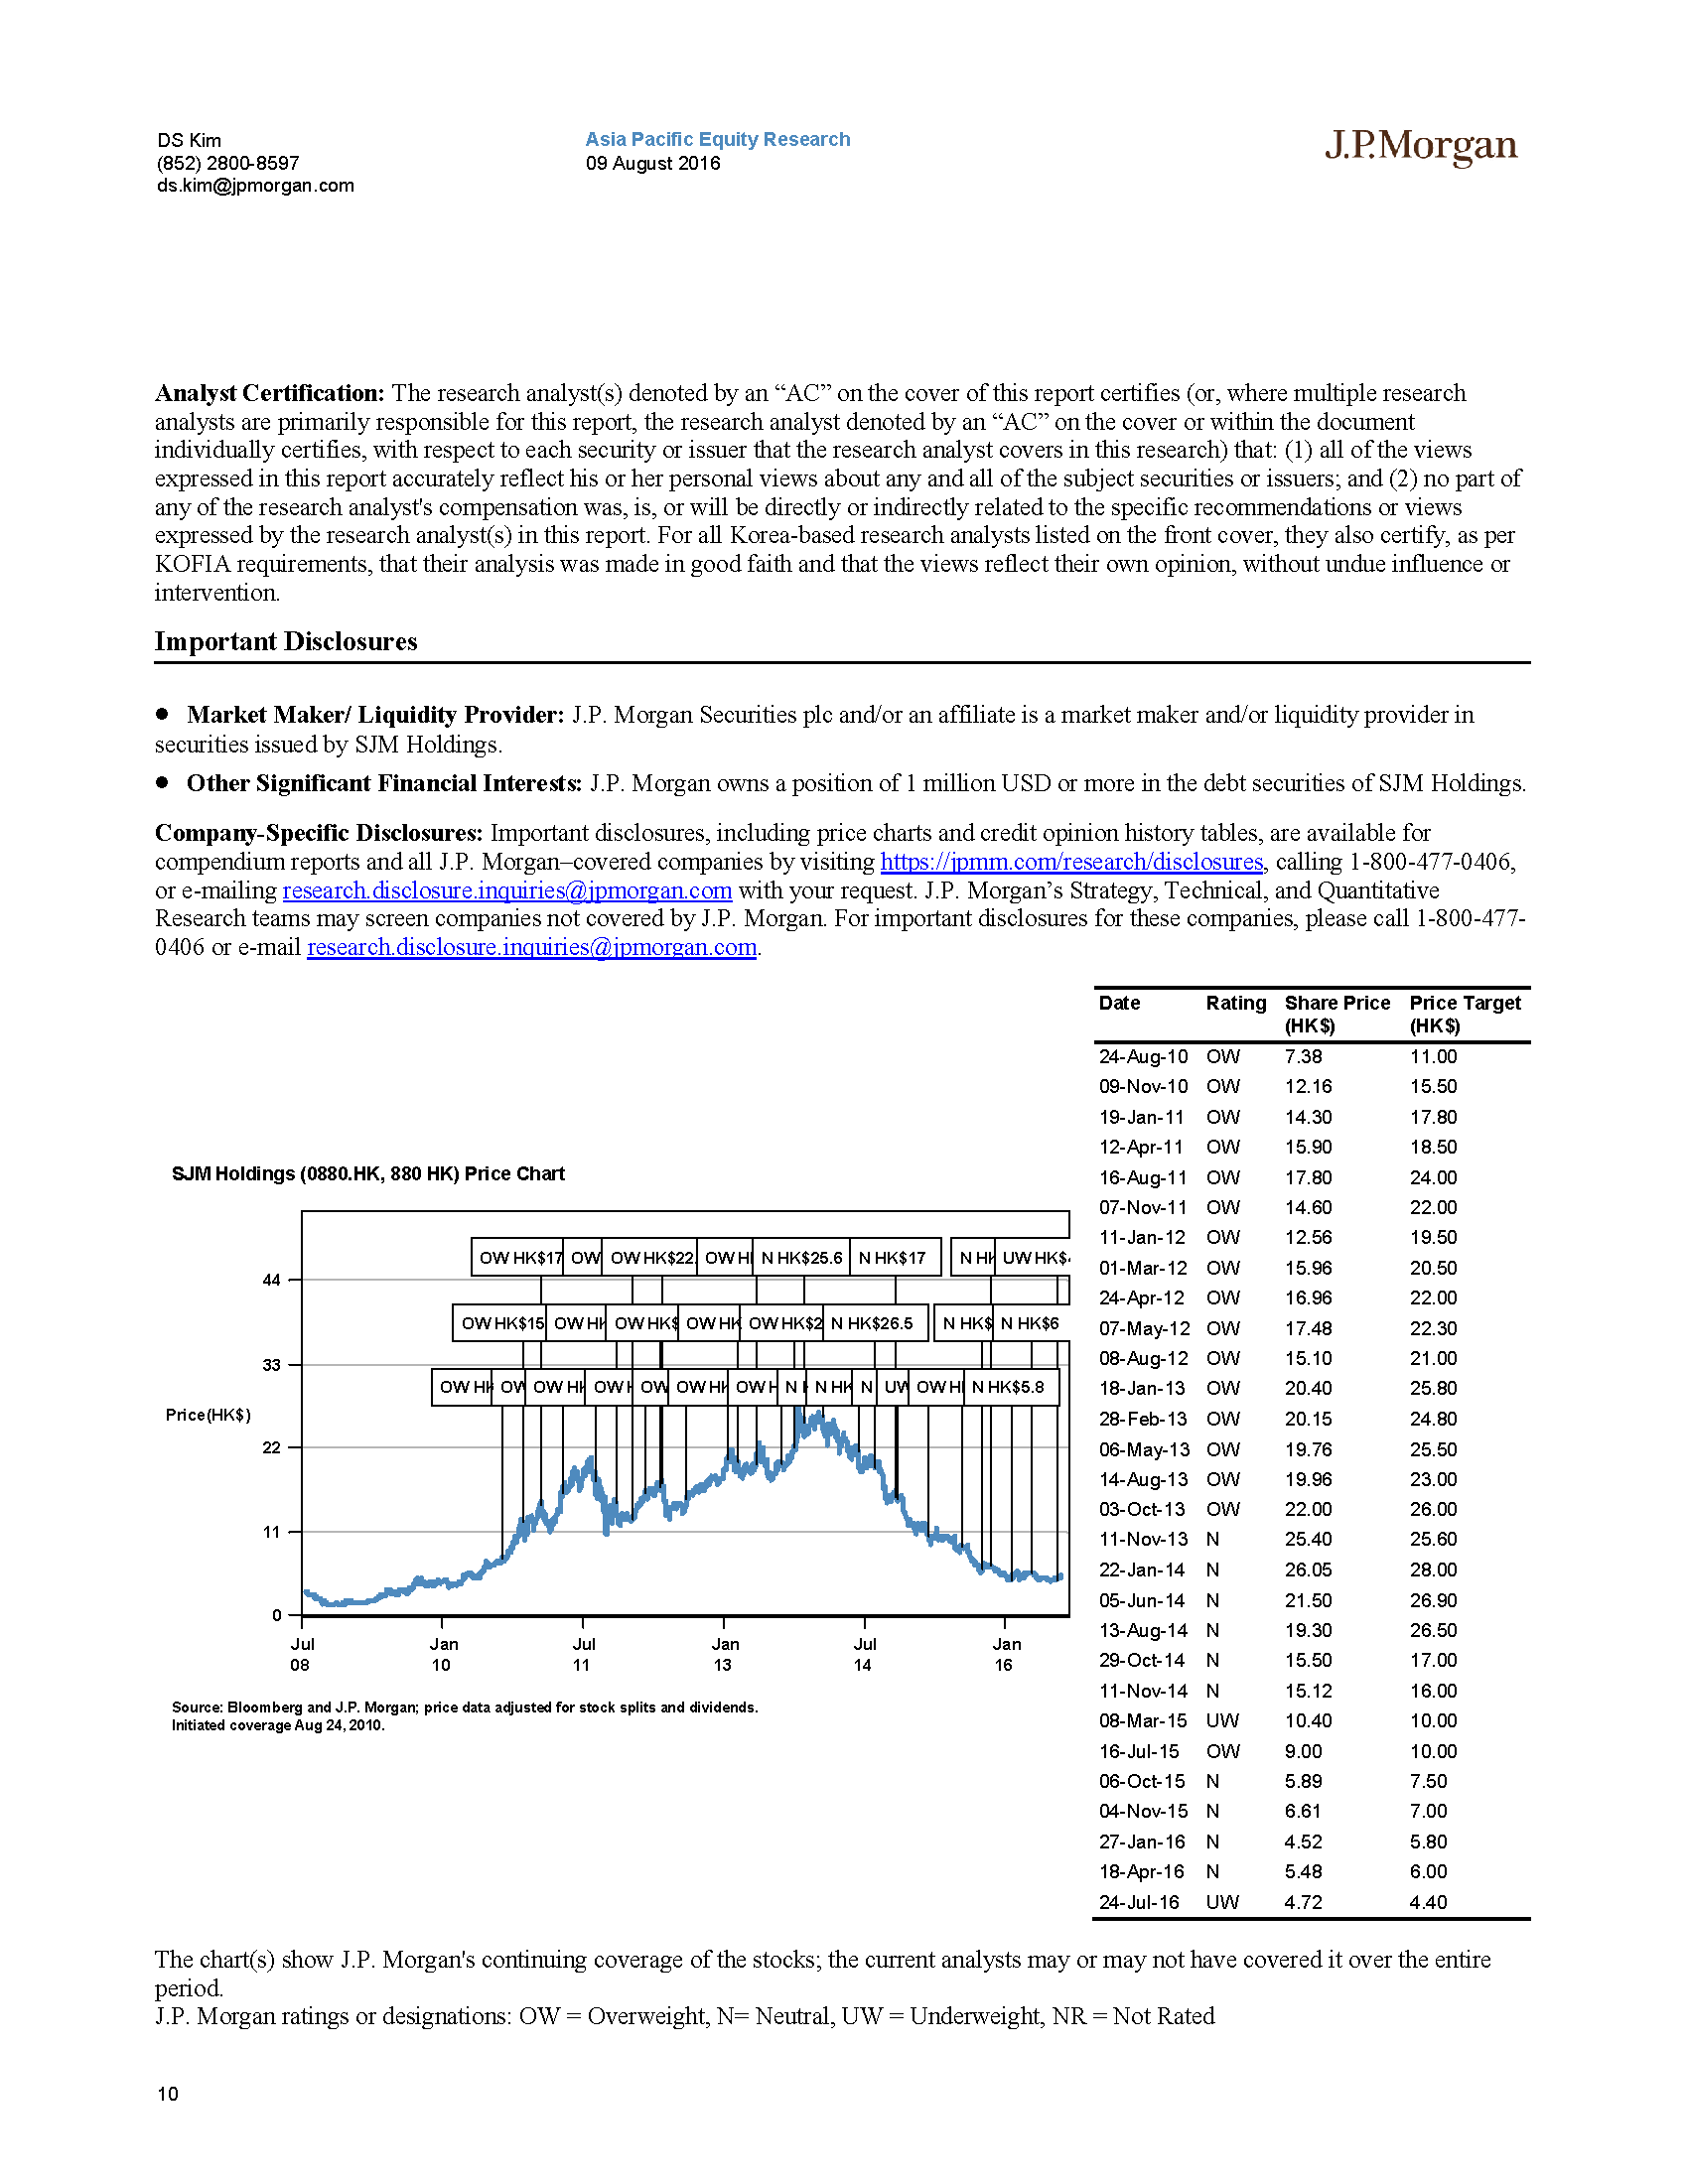 DS Kim
(852) 2800-8597
ds.kim@jpmorgan.com
Asia Pacific Equity Research
09 August 2016
J.P.Morgan
Analyst Certification: The research analyst(s) denoted by an “AC” on the cover of this report certifies (or, where multiple research
analysts are primarily responsible for this report, the research analyst denoted by an “AC” on the cover or within the document
individually certifies, with respect to each security or issuer that the research analyst covers in this research) that: (1) all of the views
expressed in this report accurately reflect his or her personal views about any and all of the subject securities or issuers; and (2) no part of
any of the research analyst's compensation was, is, or will be directly or indirectly related to the specific recommendations or views
expressed by the research analyst(s) in this report. For all Korea-based research analysts listed on the front cover, they also certify, as per
KOFIA requirements, that their analysis was made in good faith and that the views reflect their own opinion, without undue influence or
intervention.
Important Disclosures
● Market Maker/ Liquidity Provider: J.P. Morgan Securities plc and/or an affiliate is a market maker and/or liquidity provider in
securities issued by SJM Holdings.
● Other Significant Financial Interests: J.P. Morgan owns a position of 1 million USD or more in the debt securities of SJM Holdings.
Company-Specific Disclosures: Important disclosures, including price charts and credit opinion history tables, are available for
compendium reports and all J.P. Morgan–covered companies by visiting https://jpmm.com/research/disclosures, calling 1-800-477-0406,
or e-mailing research.disclosure.inquiries@jpmorgan.com with your request. J.P. Morgan’s Strategy, Technical, and Quantitative
Research teams may screen companies not covered by J.P. Morgan. For important disclosures for these companies, please call 1-800-477-
0406 or e-mail research.disclosure.inquiries@jpmorgan.com.
SJM Holdings (0880.HK, 880 HK) Price Chart
OW HK$17 OW OW HK$22 OW N HK$25.6 N HK$17 N UW HK$
OW HK$15 OW OW HK$ OW HK OW HK$2 N HK$26.5 N HK$ N HK$6
OW OW OW OW OW OW OW N N HK N OW N HK$5.8
44
33
Price(HK$)
22
11
0
Jul Jan Jul Jan Jul Jan
08 10 11 13 14 16
Source: Bloomberg and J.P. Morgan; price data adjusted for stock splits and dividends.
Initiated coverage Aug 24, 2010.
Date Rating Share Price Price Target
(HK$) (HK$)
24-Aug-10 OW 7.38 11.00
09-Nov-10 OW 12.16 15.50
19-Jan-11 OW 14.30 17.80
12-Apr-11 OW 15.90 18.50
16-Aug-11 OW 17.80 24.00
07-Nov-11 OW 14.60 22.00
11-Jan-12 OW 12.56 19.50
01-Mar-12 OW 15.96 20.50
24-Apr-12 OW 16.96 22.00
07-May-12 OW 17.48 22.30
08-Aug-12 OW 15.10 21.00
18-Jan-13 OW 20.40 25.80
28-Feb-13 OW 20.15 24.80
06-May-13 OW 19.76 25.50
14-Aug-13 OW 19.96 23.00
03-Oct-13 OW 22.00 26.00
11-Nov-13 N 25.40 25.60
22-Jan-14 N 26.05 28.00
05-Jun-14 N 21.50 26.90
13-Aug-14 N 19.30 26.50
29-Oct-14 N 15.50 17.00
11-Nov-14 N 15.12 16.00
08-Mar-15 UW 10.40 10.00
16-Jul-15 OW 9.00 10.00
06-Oct-15 N 5.89 7.50
04-Nov-15 N 6.61 7.00
27-Jan-16 N 4.52 5.80
18-Apr-16 N 5.48 6.00
24-Jul-16 UW 4.72 4.40
The chart(s) show J.P. Morgan's continuing coverage of the stocks; the current analysts may or may not have covered it over the entire
period.
J.P. Morgan ratings or designations: OW = Overweight, N= Neutral, UW = Underweight, NR = Not Rated
10